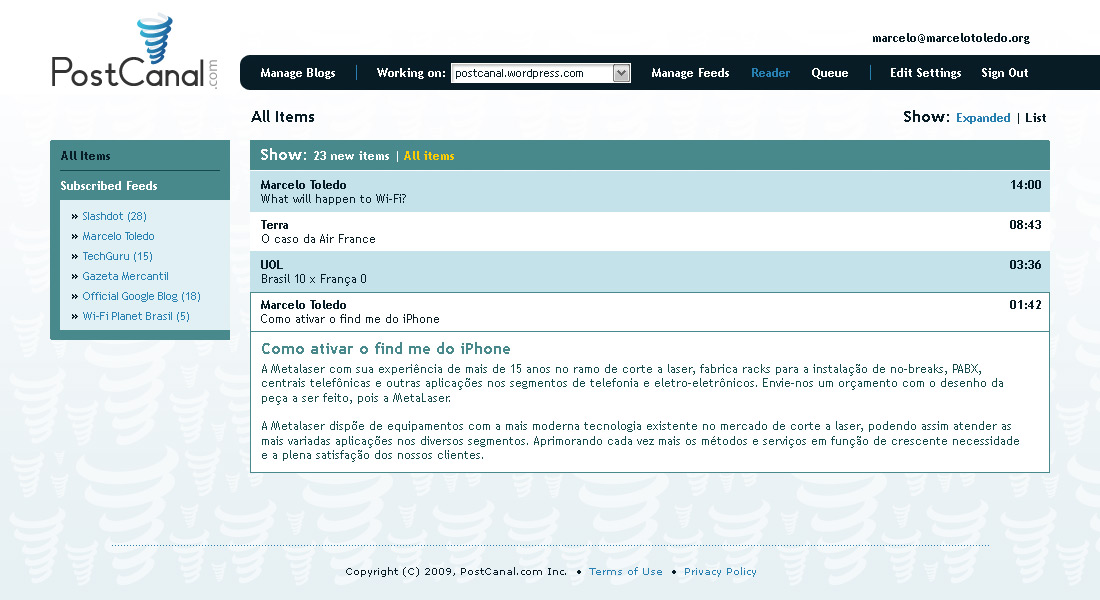 PostCanal.com
marcelo@marcelotoledo.org
Manage Blogs | Working on: postcanal.wordpress.com Manage Feeds Reader Queue | Edit Settings Sign Out
All Items
Show: Expanded | List
All Items
Subscribed Feeds
» Slashdot (28)
» Marcelo Toledo
» TechGuru (15)
» Gazeta Mercantil
» Official Google Blog (18)
» Wi-Fi Planet Brasil (5)
Show: 23 new items | All items
Marcelo Toledo 14:00
What will happen to Wi-Fi?
Terra 08:43
O caso da Air France
UOL 03:36
Brasil 10 x França 0
Marcelo Toledo 01:42
Como ativar o find me do iPhone
Como ativar o find me do iPhone
A Metalaser com sua experiência de mais de 15 anos no ramo de corte a laser, fabrica racks para a instalação de no-breaks, PABX,
centrais telefônicas e outras aplicações nos segmentos de telefonia e eletro-eletrônicos. Envie-nos um orçamento com o desenho da
peça a ser feito, pois a MetaLaser.
A Metalaser dispõe de equipamentos com a mais moderna tecnologia existente no mercado de corte a laser, podendo assim atender as
mais variadas aplicações nos diversos segmentos. Aprimorando cada vez mais os métodos e serviços em função de crescente necessidade
e a plena satisfação dos nossos clientes.
Copyright (C) 2009, PostCanal.com Inc. • Terms of Use • Privacy Policy